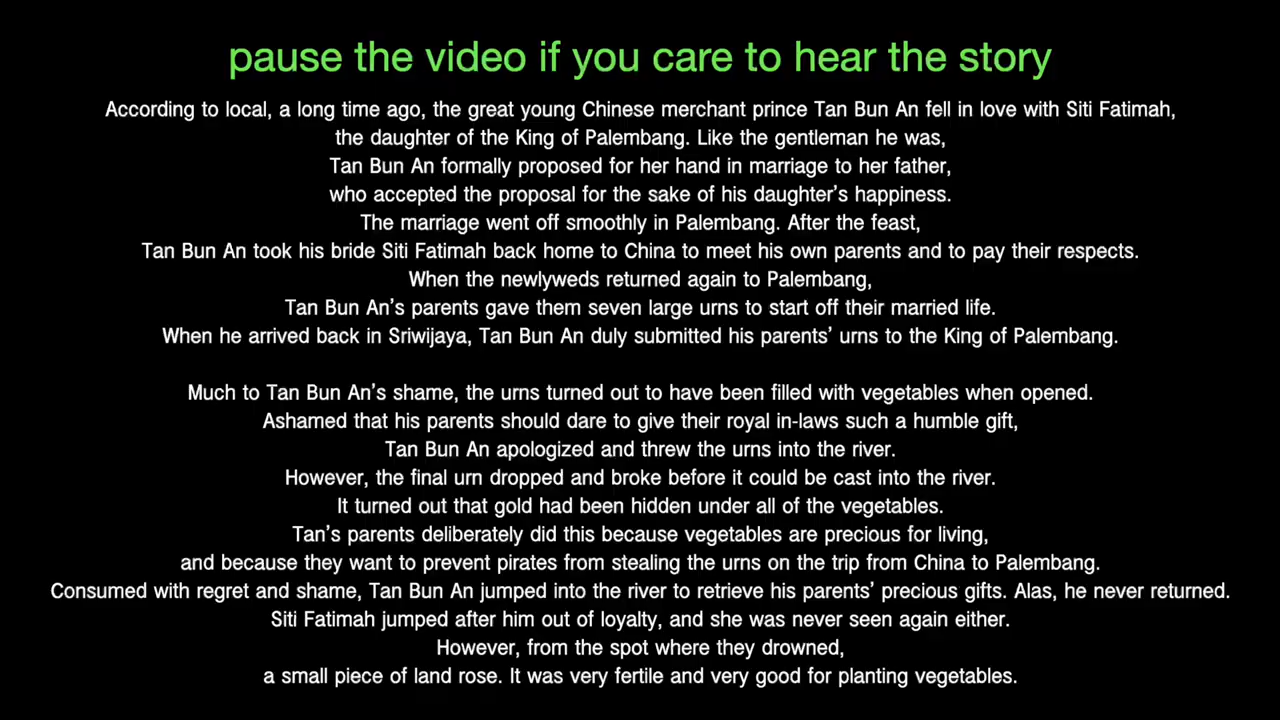 pause the video if you care to hear the story
According to local, a long time ago, the great young Chinese merchant prince Tan Bun An fell in love with Siti Fatimah,
the daughter of the King of Palembang. Like the gentleman he was,
Tan Bun An formally proposed for her hand in marriage to her father,
who accepted the proposal for the sake of his daughter's happiness.
The marriage went off smoothly in Palembang. After the feast,
Tan Bun An took his bride Siti Fatimah back home to China to meet his own parents and to pay their respects.
When the newlyweds returned again to Palembang,
Tan Bun An's parents gave them seven large urns to start off their married life.
When he arrived back in Sriwijaya, Tan Bun An duly submitted his parents' urns to the King of Palembang.
Much to Tan Bun An's shame, the urns turned out to have been filled with vegetables when opened.
Ashamed that his parents should dare to give their royal in-laws such a humble gift,
Tan Bun An apologized and threw the urns into the river.
However, the final urn dropped and broke before it could be cast into the river.
It turned out that gold had been hidden under all of the vegetables.
Tan's parents deliberately did this because vegetables are precious for living,
and because they want to prevent pirates from stealing the urns on the trip from China to Palembang.
Consumed with regret and shame, Tan Bun An jumped into the river to retrieve his parents' precious gifts. Alas, he never returned.
Siti Fatimah jumped after him out of loyalty, and she was never seen again either.
However, from the spot where they drowned,
a small piece of land rose. It was very fertile and very good for planting vegetables.